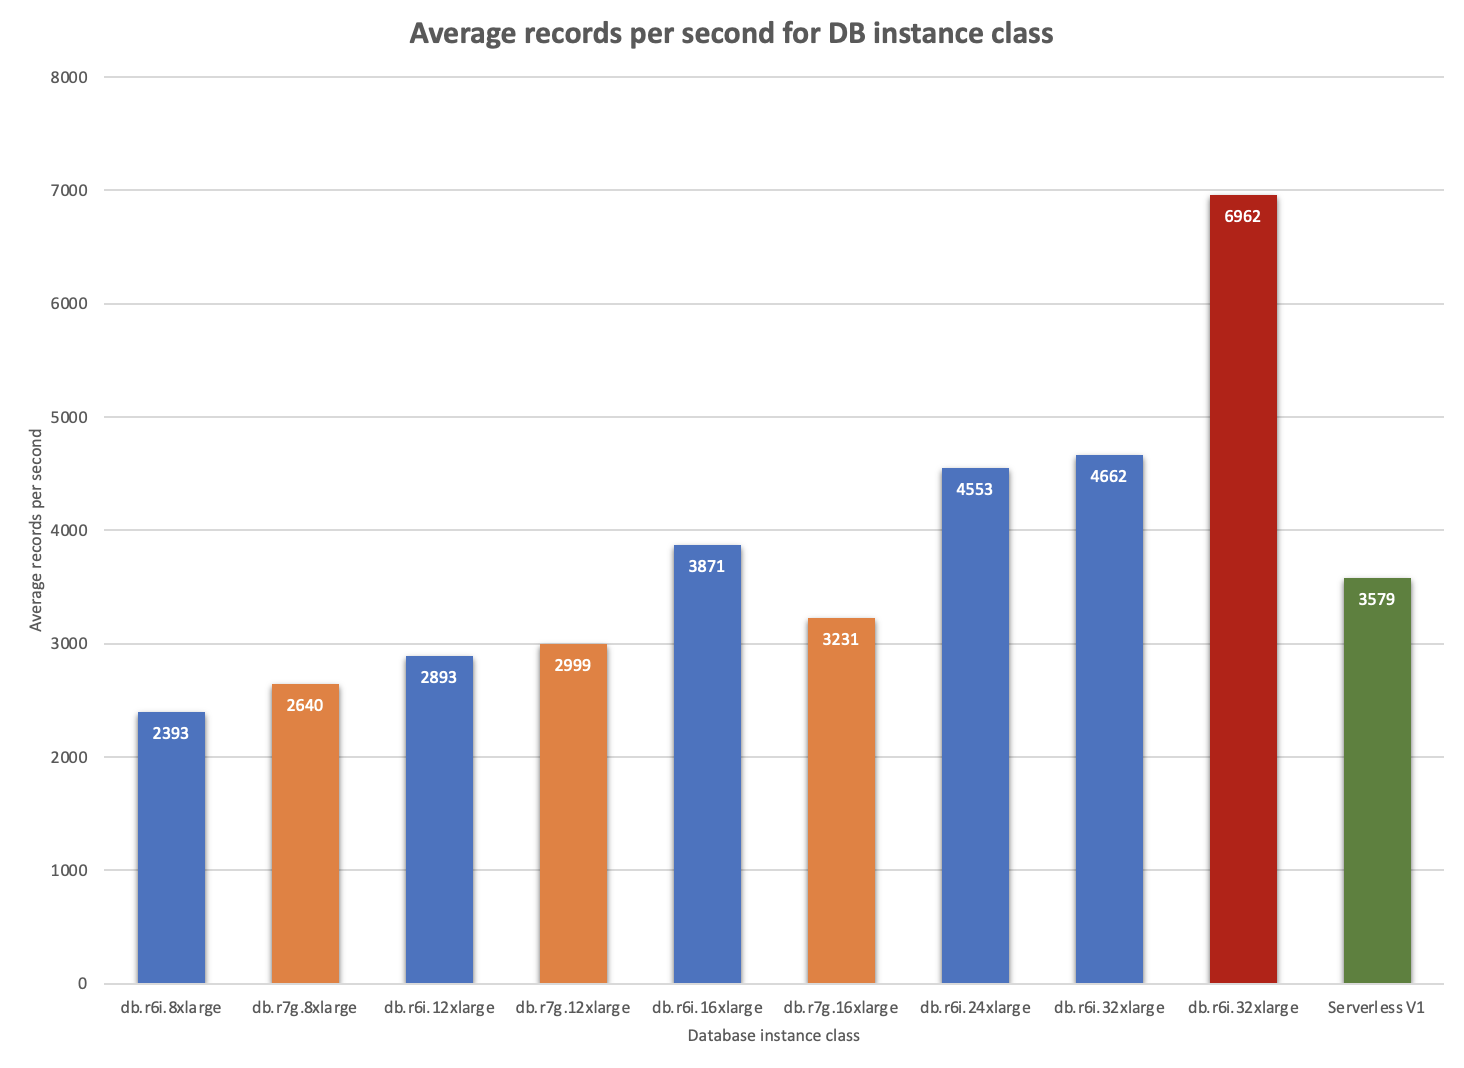 Average records per second for DB instance class
8000
7000
6000
5000
4000
3000
2000
1000
0
Average records per second
2393
2640
2893
2999
3871
3231
4553
4662
6962
3579
db.r6i.8xlarge
db.r7g.8xlarge
db.r6i.12xlarge
db.r7g.12xlarge
db.r6i.16xlarge
db.r7g.16xlarge
db.r6i.24xlarge
db.r6i.32xlarge
db.r6i.32xlarge
Serverless V1
Database instance class